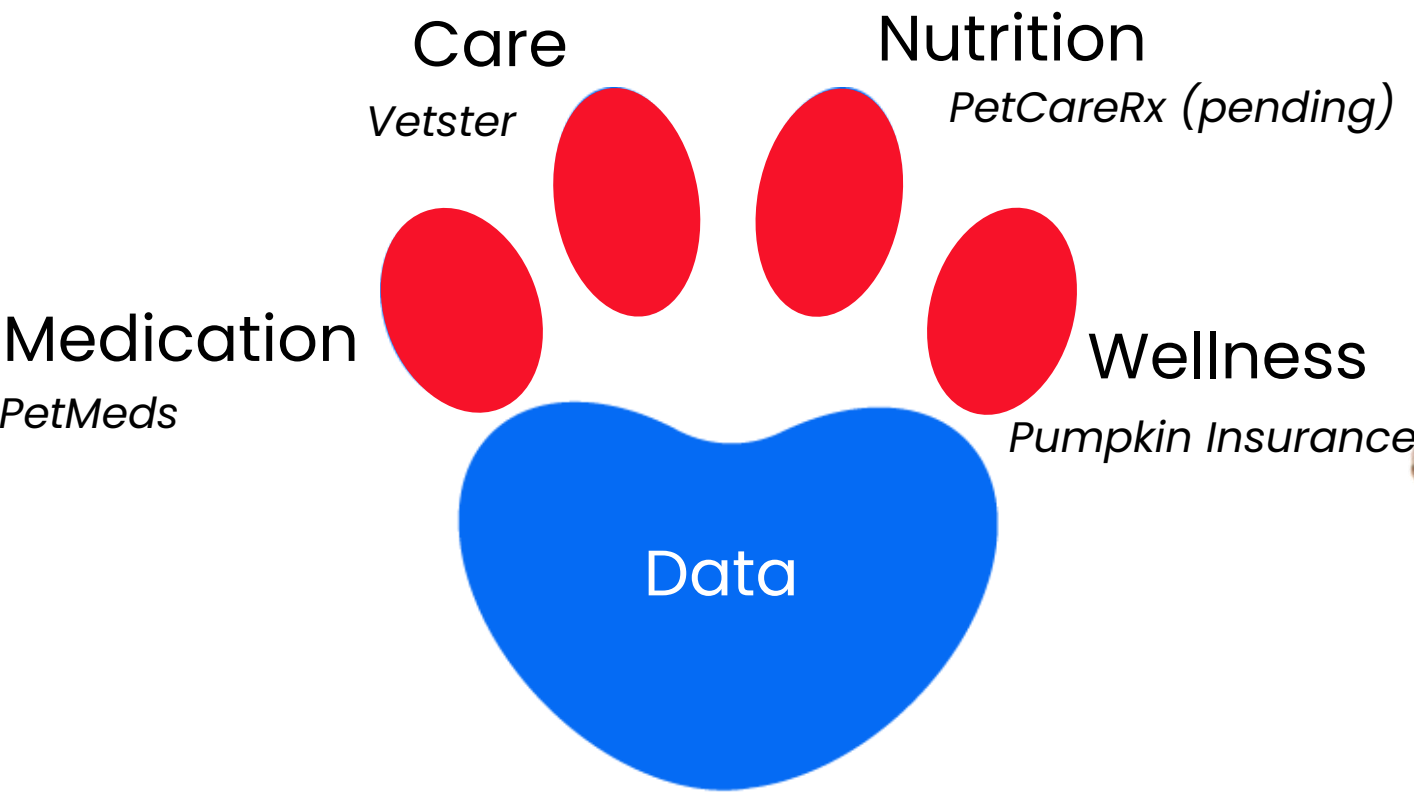 Care
Vetster
Nutrition
PetCareRx (pending)
Medication
PetMeds
Wellness
Pumpkin Insurance
Data